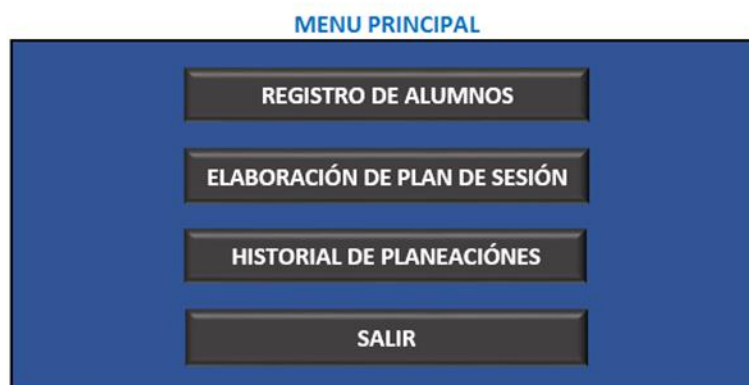 MENU PRINCIPAL
REGISTRO DE ALUMNOS
ELABORACIÓN DE PLAN DE SESIÓN
HISTORIAL DE PLANEACIÓNES
SALIR